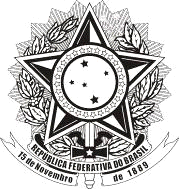 REPÚBLICA FEDERATIVA DO BRASIL
15 de Novembro de 1889